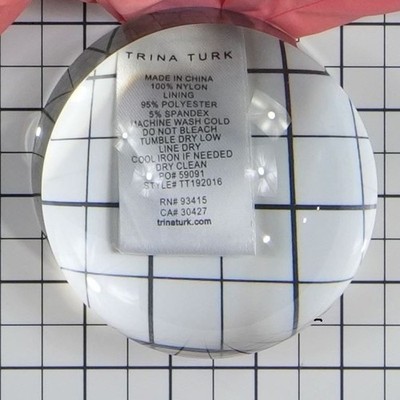 TRINA TURK
MADE IN CHINA
100% NYLON
LINING
95% POLYESTER
5% SPANDEX
MACHINE WASH COLD
DO NOT BLEACH
TUMBLE DRY LOW
LINE DRY
COOL IRON IF NEEDED
DRY CLEAN
PO# 59091
STYLE# TT192016
RN# 93415
CA# 30427
trinaturk.com